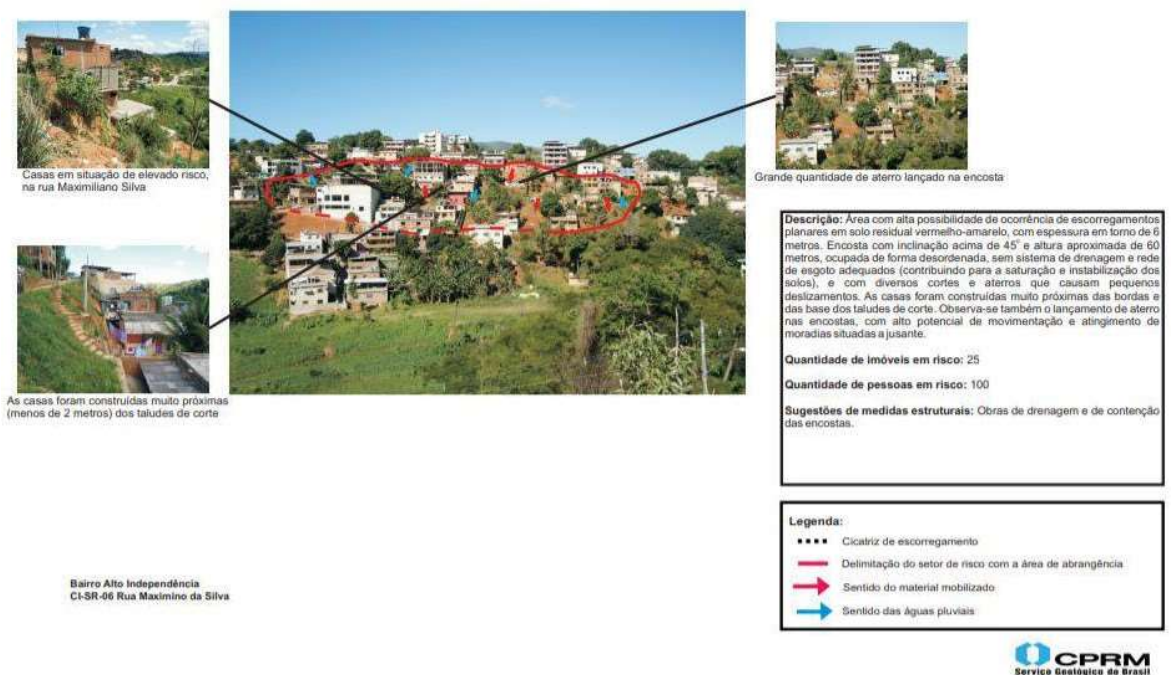 Casas em situação de elevado risco,
na rua Maximiliano Silva
Grande quantidade de aterro lançado na encosta
As casas foram construídas muito próximas
(menos de 2 metros) dos taludes de corte
Descrição: Área com alta possibilidade de ocorrência de escorregamentos
planares em solo residual vermelho-amarelo, com espessura em torno de 6
metros. Encosta com inclinação acima de 45° e altura aproximada de 60
metros, ocupada de forma desordenada, sem sistema de drenagem e rede
de esgoto adequados (contribuindo para a saturação e instabilização dos
solos), e com diversos cortes e aterros que causam pequenos
deslizamentos. As casas foram construídas muito próximas das bordas e
das base dos taludes de corte. Observa-se também o lançamento de aterro
nas encostas, com alto potencial de movimentação e atingimento de
moradias situadas a jusante.
Quantidade de imóveis em risco: 25
Quantidade de pessoas em risco: 100
Sugestões de medidas estruturais: Obras de drenagem e de contenção
das encostas.
Legenda:
Cicatriz de escorregamento
Delimitação do setor de risco com a área de abrangência
Sentido do material mobilizado
Sentido das águas pluviais
Bairro Alto Independência
CI-SR-06 Rua Maximino da Silva
CPRM
Serviço Geológico do Brasil